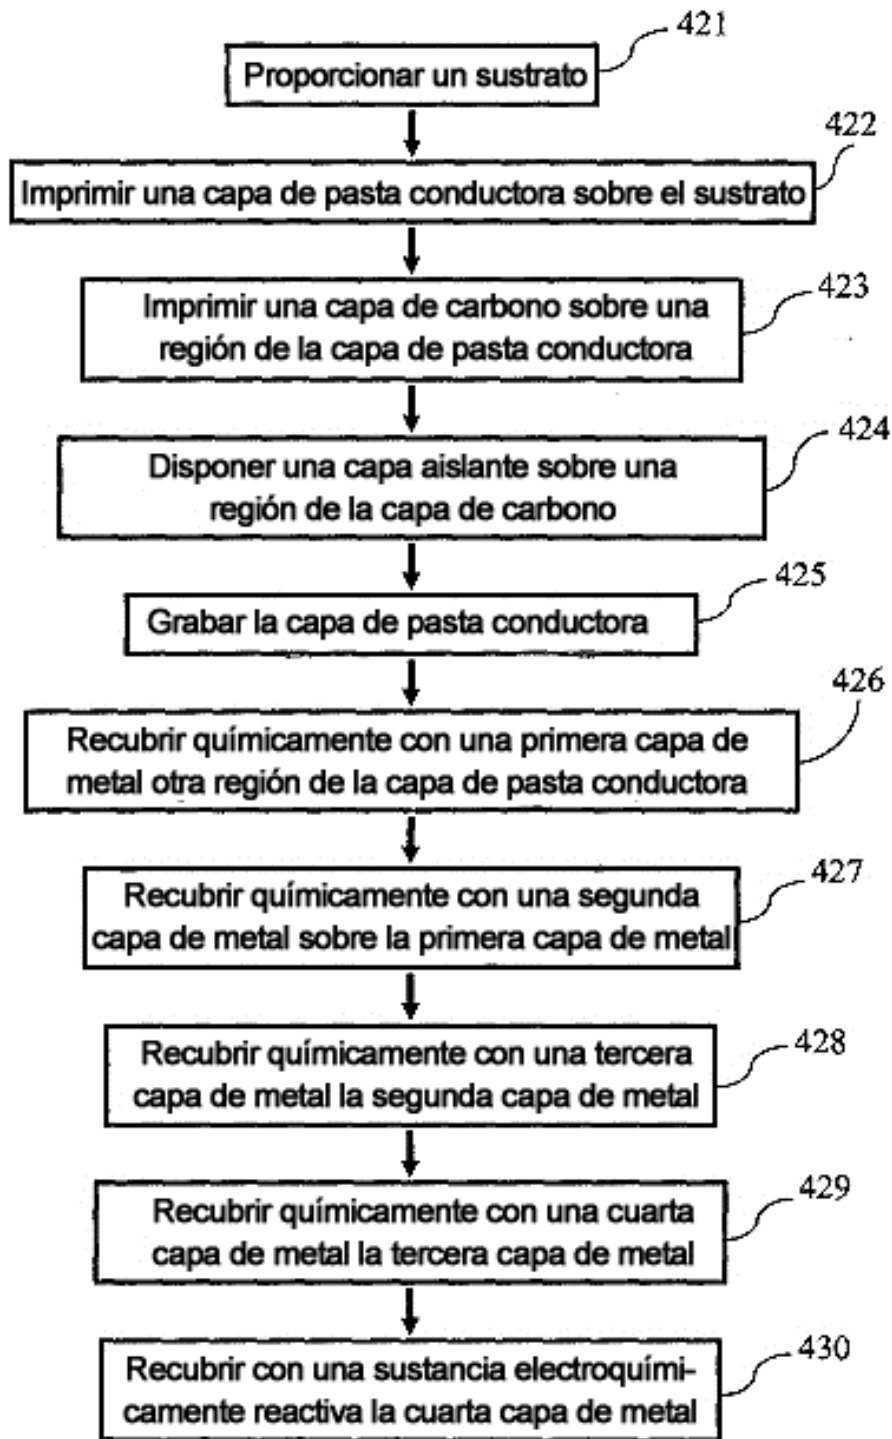 421
Proporcionar un sustrato
422
Imprimir una capa de pasta conductora sobre el sustrato
423
Imprimir una capa de carbono sobre una
región de la capa de pasta conductora
424
Disponer una capa aislante sobre una
región de la capa de carbono
425
Grabar la capa de pasta conductora
426
Recubrir químicamente con una primera capa de
metal otra región de la capa de pasta conductora
427
Recubrir químicamente con una segunda
capa de metal sobre la primera capa de metal
428
Recubrir químicamente con una tercera
capa de metal la segunda capa de metal
429
Recubrir químicamente con una cuarta
capa de metal la tercera capa de metal
430
Recubrir con una sustancia electroquími-
camente reactiva la cuarta capa de metal